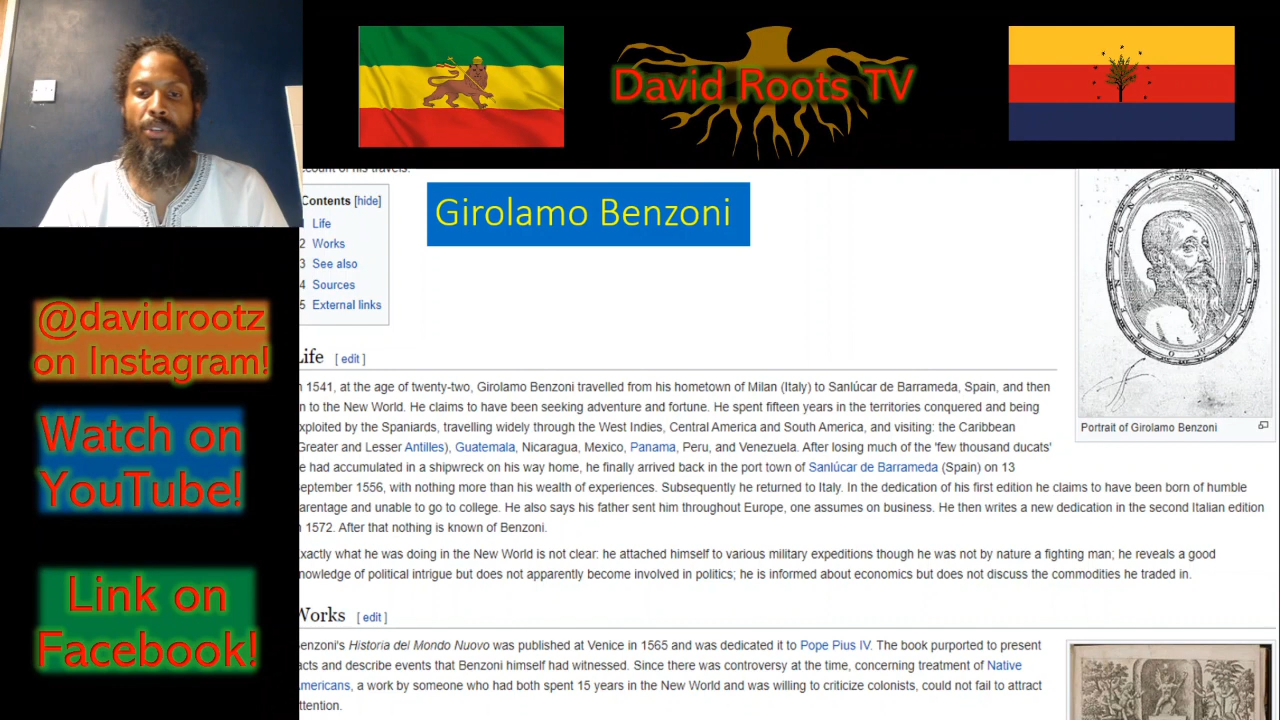 David Roots TV
@davidrootz
on Instagram!
Watch on
YouTube!
Link on
Facebook!
of his travels.
Contents [hide]
Life
2 Works
3 See also
4 Sources
5 External links
Girolamo Benzoni
Portrait of Girolamo Benzoni
Life [ edit ]
1541, at the age of twenty-two, Girolamo Benzoni travelled from his hometown of Milan (Italy) to Sanlúcar de Barrameda, Spain, and then
to the New World. He claims to have been seeking adventure and fortune. He spent fifteen years in the territories conquered and being
exploited by the Spaniards, travelling widely through the West Indies, Central America and South America, and visiting: the Caribbean
Greater and Lesser Antilles), Guatemala, Nicaragua, Mexico, Panama, Peru, and Venezuela. After losing much of the 'few thousand ducats'
he had accumulated in a shipwreck on his way home, he finally arrived back in the port town of Sanlúcar de Barrameda (Spain) on 13
September 1556, with nothing more than his wealth of experiences. Subsequently he returned to Italy. In the dedication of his first edition he claims to have been born of humble
parentage and unable to go to college. He also says his father sent him throughout Europe, one assumes on business. He then writes a new dedication in the second Italian edition
1572. After that nothing is known of Benzoni.
Exactly what he was doing in the New World is not clear: he attached himself to various military expeditions though he was not by nature a fighting man; he reveals a good
knowledge of political intrigue but does not apparently become involved in politics; he is informed about economics but does not discuss the commodities he traded in.
Works [ edit ]
Benzoni's Historia del Mondo Nuovo was published at Venice in 1565 and was dedicated it to Pope Pius IV. The book purported to present
facts and describe events that Benzoni himself had witnessed. Since there was controversy at the time, concerning treatment of Native
Americans, a work by someone who had both spent 15 years in the New World and was willing to criticize colonists, could not fail to attract
attention.